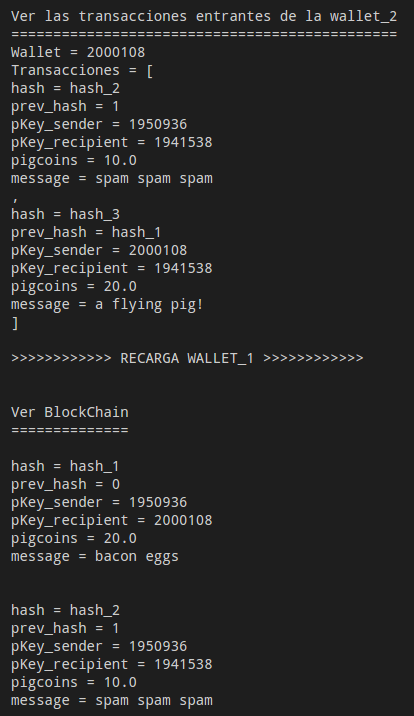 Ver las transacciones entrantes de la wallet_2
==============================================
Wallet = 2000108
Transacciones = [
hash = hash_2
prev_hash = 1
pKey_sender = 1950936
pKey_recipient = 1941538
pigcoins = 10.0
message = spam spam spam
,
hash = hash_3
prev_hash = hash_1
pKey_sender = 2000108
pKey_recipient = 1941538
pigcoins = 20.0
message = a flying pig!
]
>>>>>>>>>>>> RECARGA WALLET_1 >>>>>>>>>>>>
Ver BlockChain
==============
hash = hash_1
prev_hash = 0
pKey_sender = 1950936
pKey_recipient = 2000108
pigcoins = 20.0
message = bacon eggs
hash = hash_2
prev_hash = 1
pKey_sender = 1950936
pKey_recipient = 1941538
pigcoins = 10.0
message = spam spam spam